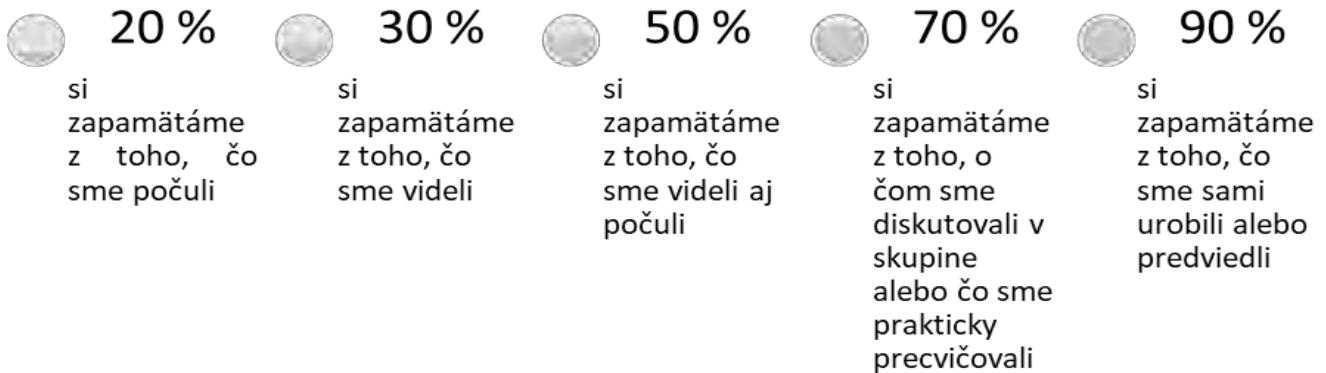 20 %
si
zapamätáme
z toho, čo
sme počuli
30 %
si
zapamätáme
z toho, čo
sme videli
50 %
si
zapamätáme
z toho, čo
sme videli aj
počuli
70 %
si
zapamätáme
z toho, o
čom sme
diskutovali v
skupine
alebo čo sme
prakticky
precvičovali
90 %
si
zapamätáme
z toho, čo
sme sami
urobili alebo
predviedli